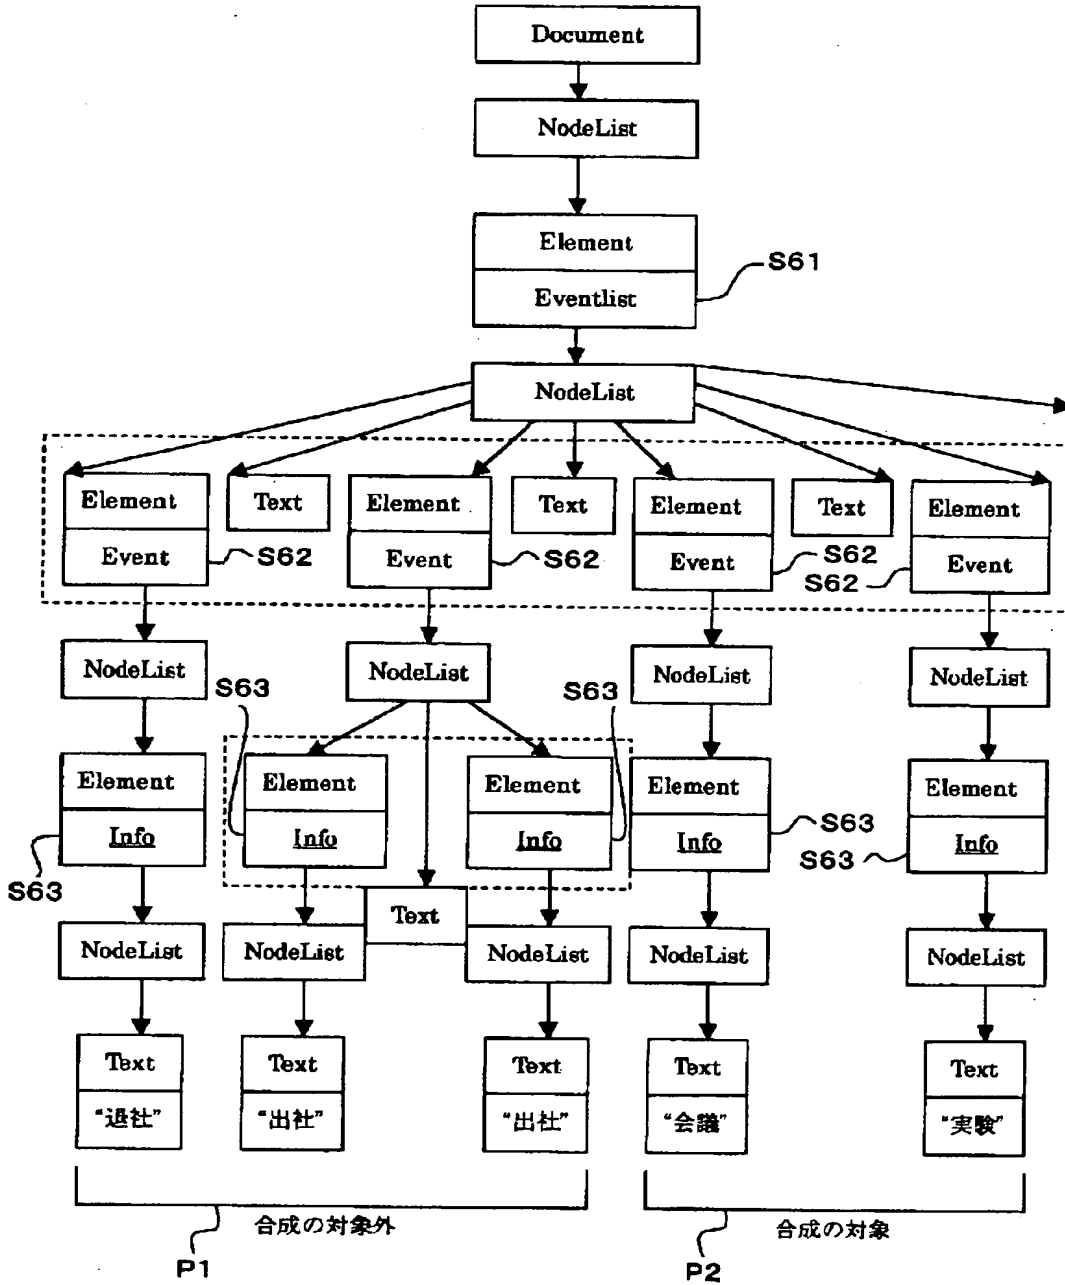 Document
NodeList
Element
S61
Eventlist
NodeList
Element
Text
Element
Text
Element
Text
Element
Event
S62
Event
S62
Event
S62
S62
Event
NodeList
NodeList
NodeList
NodeList
S63
S63
Element
Element
Element
Element
Element
Info
Info
Info
Info
S63
Info
S63
S63
Text
NodeList
NodeList
NodeList
NodeList
NodeList
Text
Text
Text
Text
Text
“退社”
“出社”
“出社”
“会議”
“実験”
合成の対象外
合成の対象
P1
P2